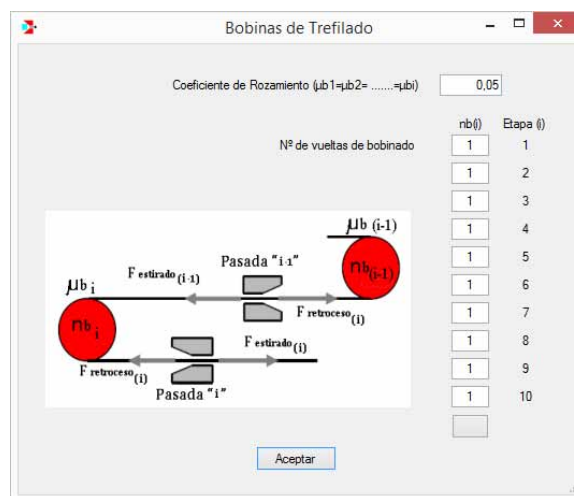 Bobinas de Trefilado
Coeficiente de Rozamiento (µb1=µb2= .......=µbi) 0,05
nb(i) Etapa (i)
Nº de vueltas de bobinado 1 1
1 2
1 3
1 4
1 5
1 6
1 7
1 8
1 9
1 10
µb (i-1)
Pasada "i-1"
nb(i-1)
F estirado(i-1)
µb i
F retroceso(i)
nb i
F estirado(i)
F retroceso(i)
Pasada "i"
Aceptar